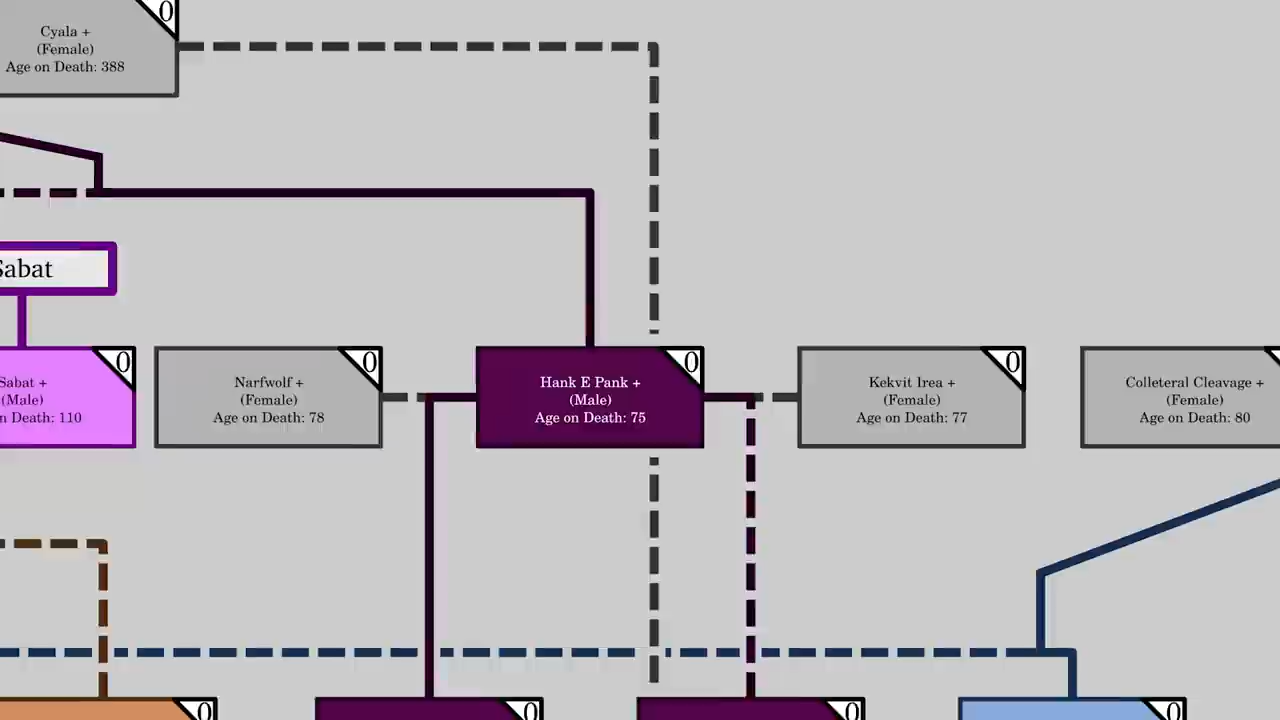 0
Cyala +
(Female)
Age on Death: 388
Sabat
0
Sabat +
(Male)
n Death: 110
0
Narfwolf +
(Female)
Age on Death: 78
0
Hank E Pank +
(Male)
Age on Death: 75
0
Kekvit Irea +
(Female)
Age on Death: 77
Colleteral Cleavage +
(Female)
Age on Death: 80
0
0
0
0